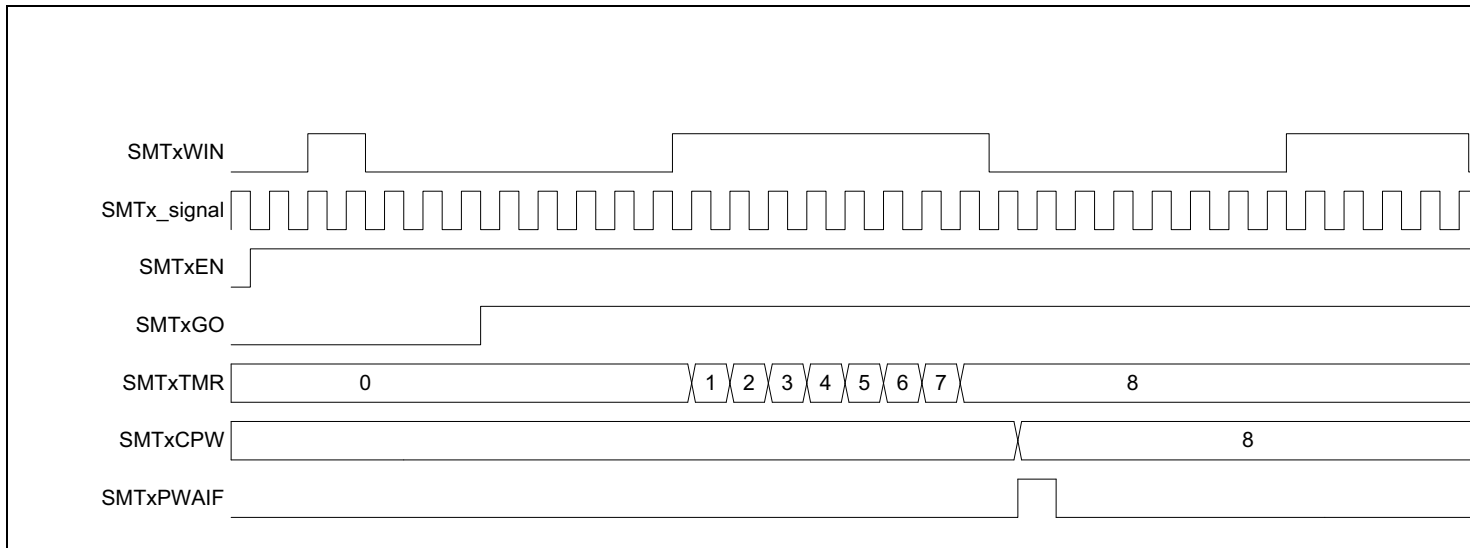 SMTxWIN
SMTx_signal
SMTxEN
SMTxGO
SMTxTMR 0 1 2 3 4 5 6 7 8
SMTxCPW 8
SMTxPWAIF